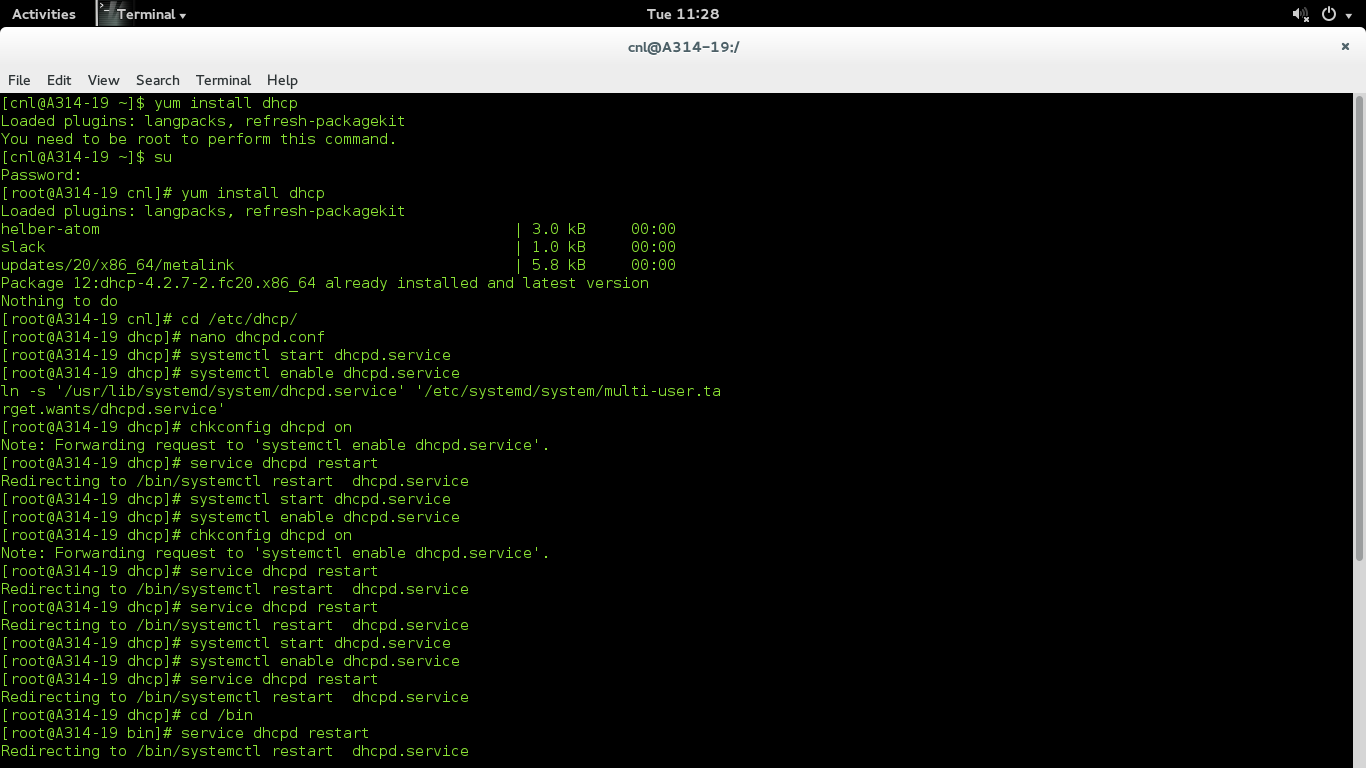 Activities Terminal Tue 11:28
cnl@A314-19:/ ×
File Edit View Search Terminal Help
[cnl@A314-19 ~]$ yum install dhcp
Loaded plugins: langpacks, refresh-packagekit
You need to be root to perform this command.
[cnl@A314-19 ~]$ su
Password:
[root@A314-19 cnl]# yum install dhcp
Loaded plugins: langpacks, refresh-packagekit
helber-atom | 3.0 kB 00:00
slack | 1.0 kB 00:00
updates/20/x86_64/metalink | 5.8 kB 00:00
Package 12:dhcp-4.2.7-2.fc20.x86_64 already installed and latest version
Nothing to do
[root@A314-19 cnl]# cd /etc/dhcp/
[root@A314-19 dhcp]# nano dhcpd.conf
[root@A314-19 dhcp]# systemctl start dhcpd.service
[root@A314-19 dhcp]# systemctl enable dhcpd.service
ln -s '/usr/lib/systemd/system/dhcpd.service' '/etc/systemd/system/multi-user.ta
rget.wants/dhcpd.service'
[root@A314-19 dhcp]# chkconfig dhcpd on
Note: Forwarding request to 'systemctl enable dhcpd.service'.
[root@A314-19 dhcp]# service dhcpd restart
Redirecting to /bin/systemctl restart  dhcpd.service
[root@A314-19 dhcp]# systemctl start dhcpd.service
[root@A314-19 dhcp]# systemctl enable dhcpd.service
[root@A314-19 dhcp]# chkconfig dhcpd on
Note: Forwarding request to 'systemctl enable dhcpd.service'.
[root@A314-19 dhcp]# service dhcpd restart
Redirecting to /bin/systemctl restart  dhcpd.service
[root@A314-19 dhcp]# service dhcpd restart
Redirecting to /bin/systemctl restart  dhcpd.service
[root@A314-19 dhcp]# systemctl start dhcpd.service
[root@A314-19 dhcp]# systemctl enable dhcpd.service
[root@A314-19 dhcp]# service dhcpd restart
Redirecting to /bin/systemctl restart  dhcpd.service
[root@A314-19 dhcp]# cd /bin
[root@A314-19 bin]# service dhcpd restart
Redirecting to /bin/systemctl restart  dhcpd.service